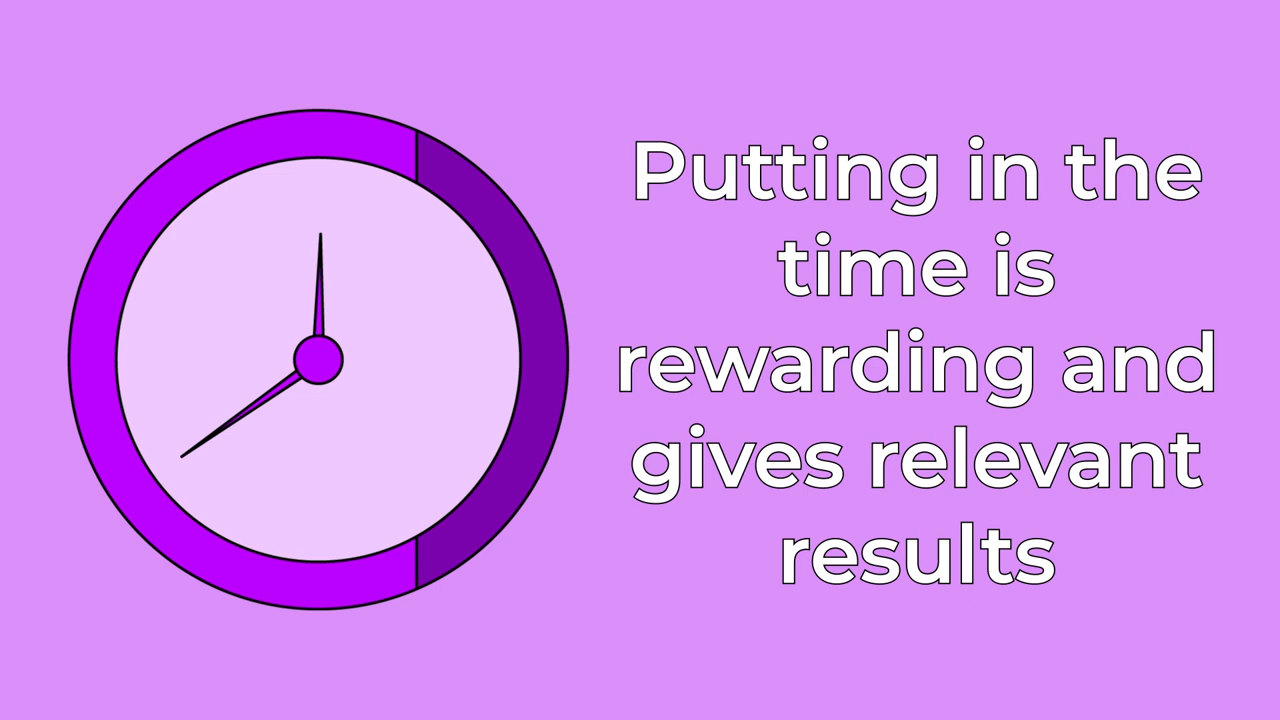 Putting in the
time is
rewarding and
gives relevant
results